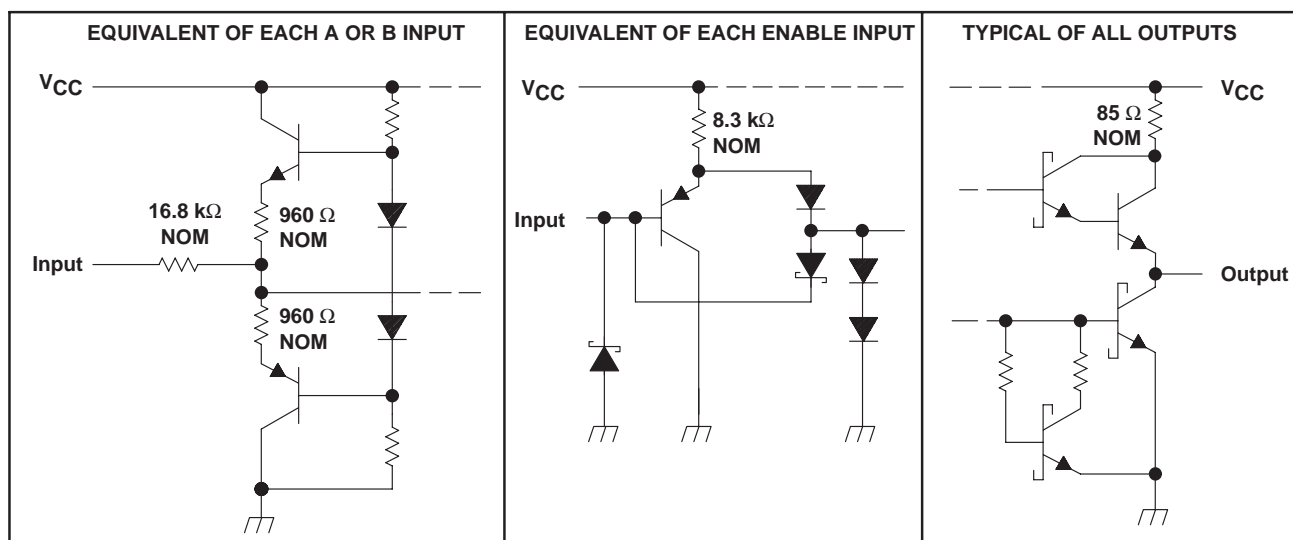 EQUIVALENT OF EACH A OR B INPUT
VCC
16.8 kΩ
NOM
960 Ω
NOM
Input
960 Ω
NOM
EQUIVALENT OF EACH ENABLE INPUT
VCC
8.3 kΩ
NOM
Input
TYPICAL OF ALL OUTPUTS
VCC
85 Ω
NOM
Output